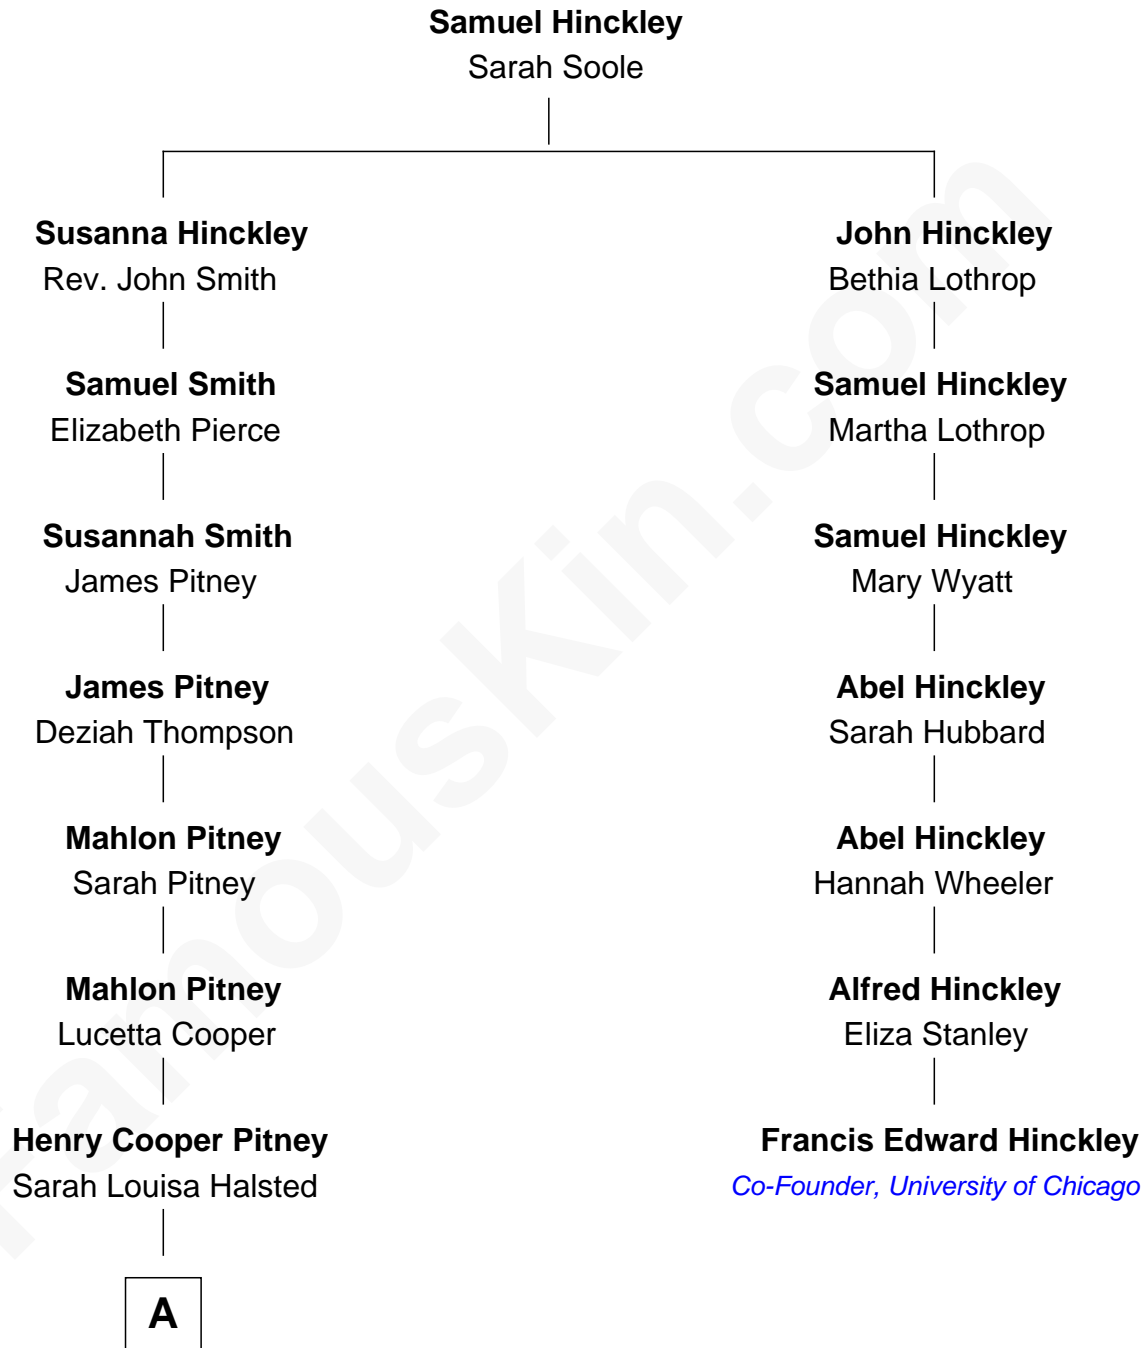 Samuel Hinckley
Sarah Soole
Susanna Hinckley
Rev. John Smith
John Hinckley
Bethia Lothrop
Samuel Smith
Elizabeth Pierce
Samuel Hinckley
Martha Lothrop
Susannah Smith
James Pitney
Samuel Hinckley
Mary Wyatt
James Pitney
Deziah Thompson
Abel Hinckley
Sarah Hubbard
Mahlon Pitney
Sarah Pitney
Abel Hinckley
Hannah Wheeler
Mahlon Pitney
Lucetta Cooper
Alfred Hinckley
Eliza Stanley
Henry Cooper Pitney
Sarah Louisa Halsted
Francis Edward Hinckley
Co-Founder, University of Chicago
A
FamousKin.com